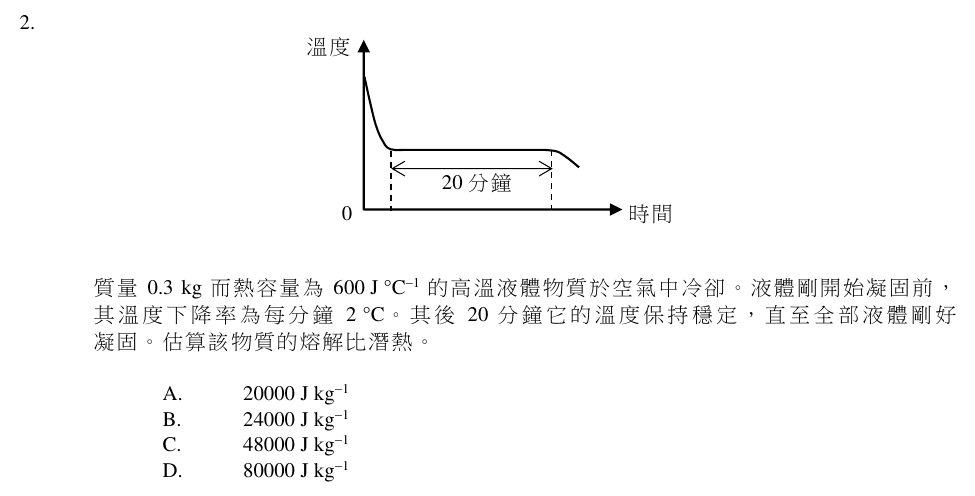 2.
溫度
20 分鐘
0
時間
質量 0.3 kg 而熱容量為 600 J °C⁻¹ 的高溫液體物質於空氣中冷卻。液體剛開始凝固前，
其溫度下降率為每分鐘 2 °C。其後 20 分鐘它的溫度保持穩定，直至全部液體剛好
凝固。估算該物質的熔解比潛熱。
A. 20000 J kg⁻¹
B. 24000 J kg⁻¹
C. 48000 J kg⁻¹
D. 80000 J kg⁻¹